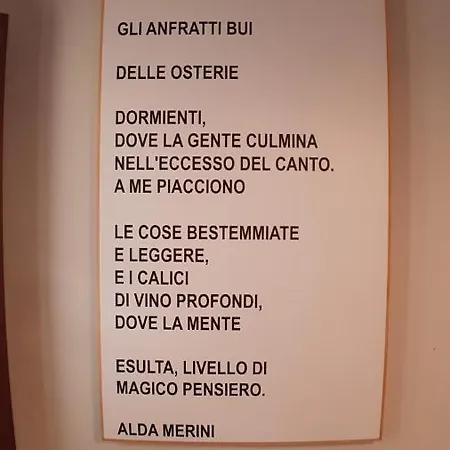 GLI ANFRATTI BUI
DELLE OSTERIE
DORMIENTI,
DOVE LA GENTE CULMINA
NELL'ECCESSO DEL CANTO.
A ME PIACCIONO
LE COSE BESTEMMIATE
E LEGGERE,
E I CALICI
DI VINO PROFONDI,
DOVE LA MENTE
ESULTA, LIVELLO DI
MAGICO PENSIERO.
ALDA MERINI